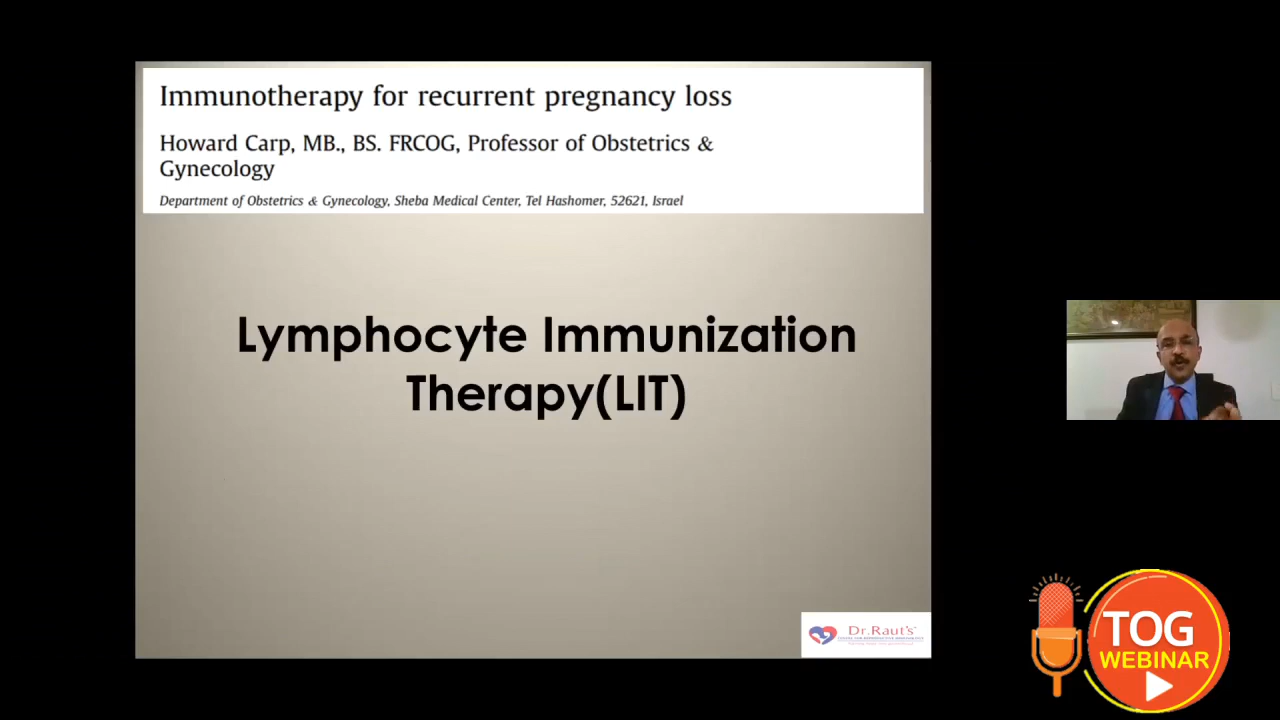 Immunotherapy for recurrent pregnancy loss
Howard Carp, MB., BS. FRCOG, Professor of Obstetrics &
Gynecology
Department of Obstetrics & Gynecology, Sheba Medical Center, Tel Hashomer, 52621, Israel
Lymphocyte Immunization
Therapy(LIT)
Dr.Raut's
TOG
WEBINAR